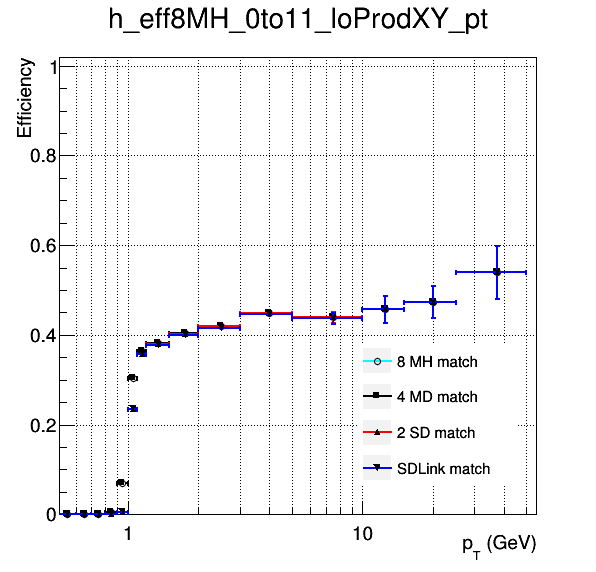 h_eff8MH_0to11_loProdXY_pt
Efficiency
1
0.8
0.6
0.4
0.2
0
8 MH match
4 MD match
2 SD match
SDLink match
1
10
p_T (GeV)